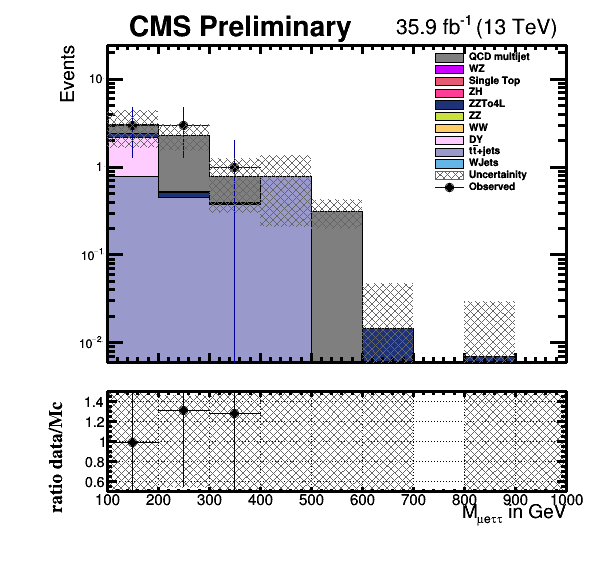 CMS Preliminary 35.9 fb⁻¹ (13 TeV)
Events
10
1
10⁻¹
10⁻²
QCD multijet
WZ
Single Top
ZH
ZZTo4L
ZZ
WW
DY
tt̄+jets
WJets
Uncertainity
Observed
ratio data/Mc
1.4
1.2
1
0.8
0.6
100 200 300 400 500 600 700 800 900 1000
M_μeττ in GeV